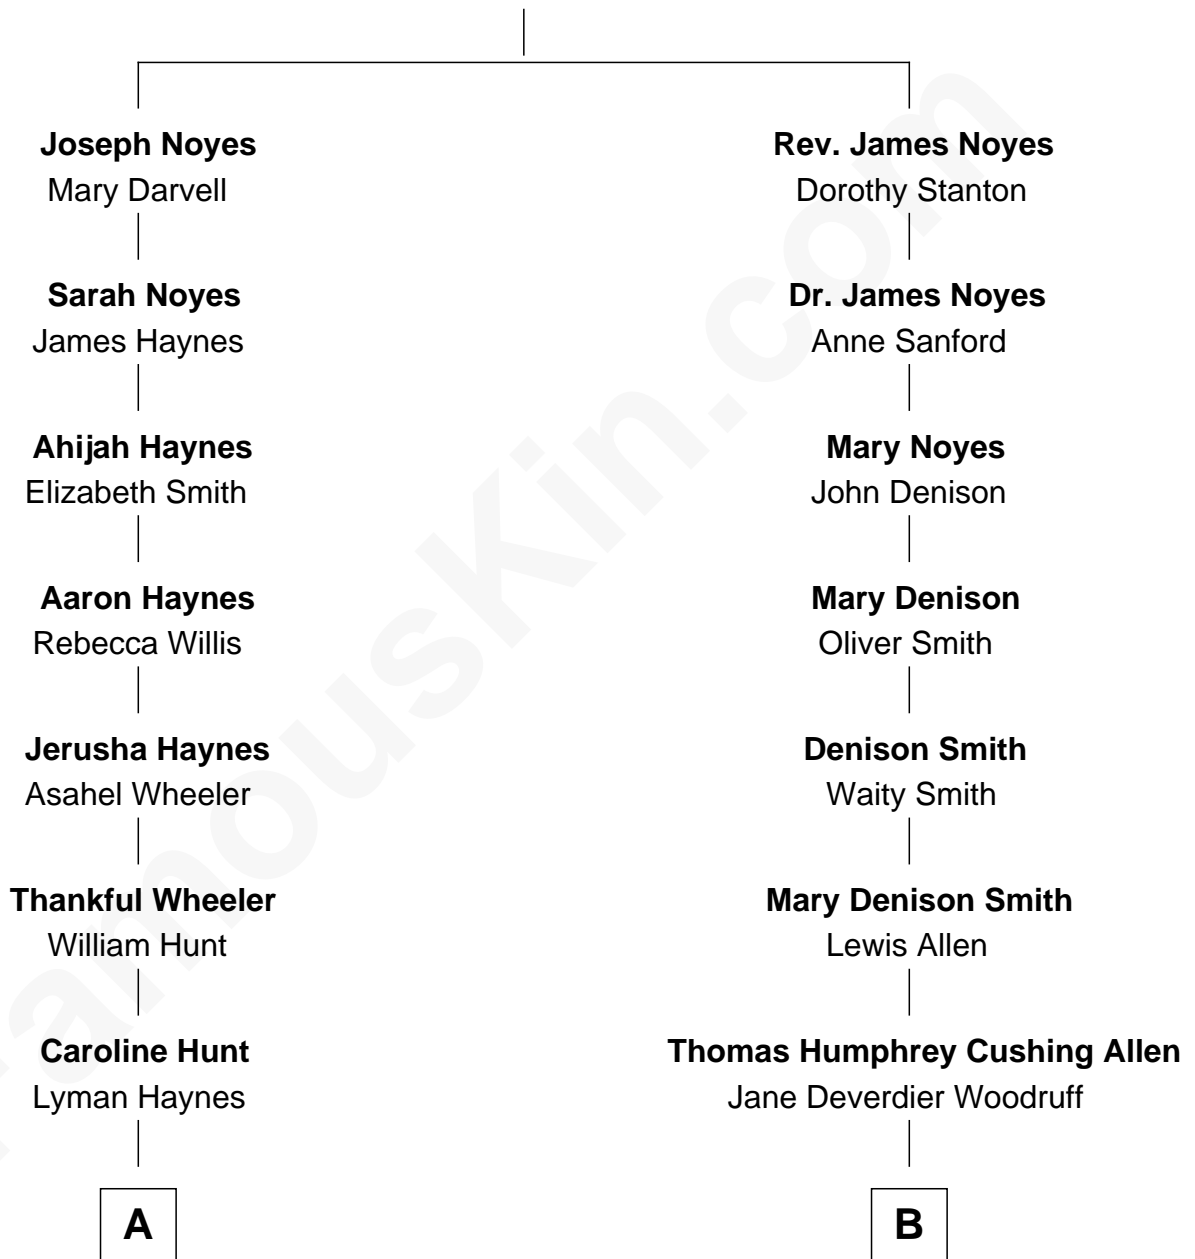 Joseph Noyes
Mary Darvell
Rev. James Noyes
Dorothy Stanton
Sarah Noyes
James Haynes
Dr. James Noyes
Anne Sanford
Ahijah Haynes
Elizabeth Smith
Mary Noyes
John Denison
Aaron Haynes
Rebecca Willis
Mary Denison
Oliver Smith
Jerusha Haynes
Asahel Wheeler
Denison Smith
Waity Smith
Thankful Wheeler
William Hunt
Mary Denison Smith
Lewis Allen
Caroline Hunt
Lyman Haynes
Thomas Humphrey Cushing Allen
Jane Deverdier Woodruff
A
B
FamousKin.com